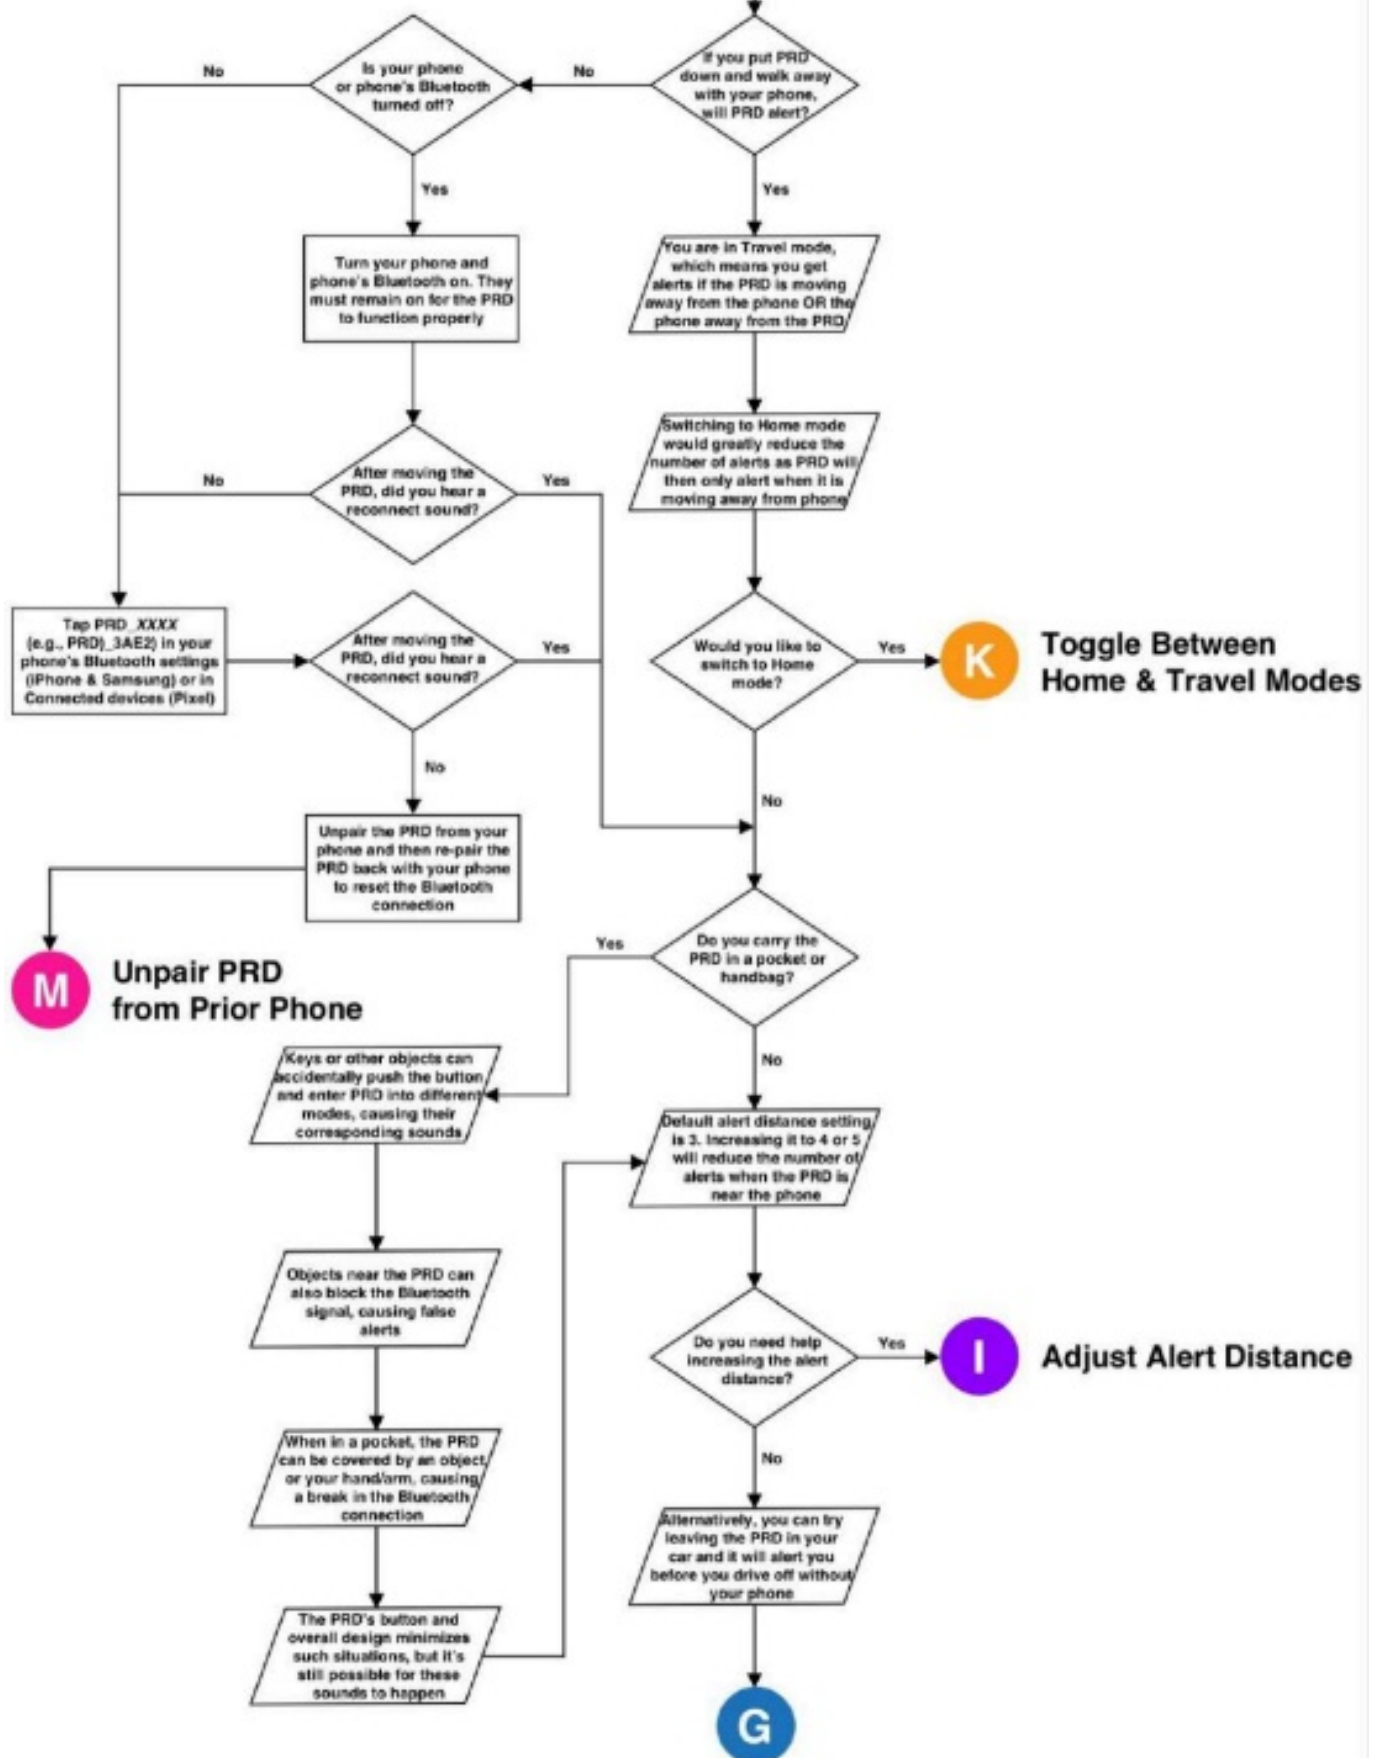 If you put PRD
down and walk away
with your phone,
will PRD alert?
No
Is your phone
or phone's Bluetooth
turned off?
No
Yes
Yes
Turn your phone and
phone's Bluetooth on. They
must remain on for the PRD
to function properly
You are in Travel mode,
which means you get
alerts if the PRD is moving
away from the phone OR the
phone away from the PRD
Switching to Home mode
would greatly reduce the
number of alerts as PRD will
then only alert when it is
moving away from phone
After moving the
PRD, did you hear a
reconnect sound?
No
Yes
Tap PRD_XXXX
(e.g., PRD)_3AE2) in your
phone's Bluetooth settings
(iPhone & Samsung) or in
Connected devices (Pixel)
After moving the
PRD, did you hear a
reconnect sound?
Yes
No
Would you like to
switch to Home
mode?
Yes
K
Toggle Between
Home & Travel Modes
No
Unpair the PRD from your
phone and then re-pair the
PRD back with your phone
to reset the Bluetooth
connection
M
Unpair PRD
from Prior Phone
Do you carry the
PRD in a pocket or
handbag?
Yes
No
Keys or other objects can
accidentally push the button
and enter PRD into different
modes, causing their
corresponding sounds
Default alert distance setting
is 3. Increasing it to 4 or 5
will reduce the number of
alerts when the PRD is
near the phone
Objects near the PRD can
also block the Bluetooth
signal, causing false
alerts
Do you need help
increasing the alert
distance?
Yes
I
Adjust Alert Distance
No
When in a pocket, the PRD
can be covered by an object
or your hand/arm, causing
a break in the Bluetooth
connection
Alternatively, you can try
leaving the PRD in your
car and it will alert you
before you drive off without
your phone
The PRD's button and
overall design minimizes
such situations, but it's
still possible for these
sounds to happen
G